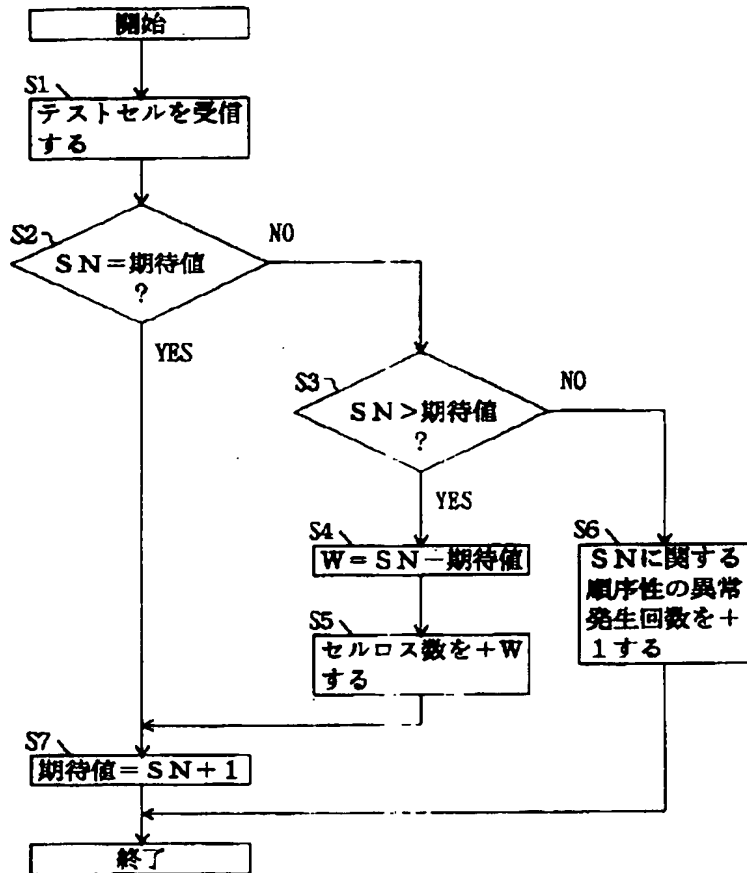 開始
S1
テストセルを受信
する
S2
SN=期待値
?
NO
YES
S3
SN>期待値
?
NO
YES
S4
W=SN-期待値
S5
セルロス数を+W
する
S6
SNに関する
順序性の異常
発生回数を+
1する
S7
期待値=SN+1
終了